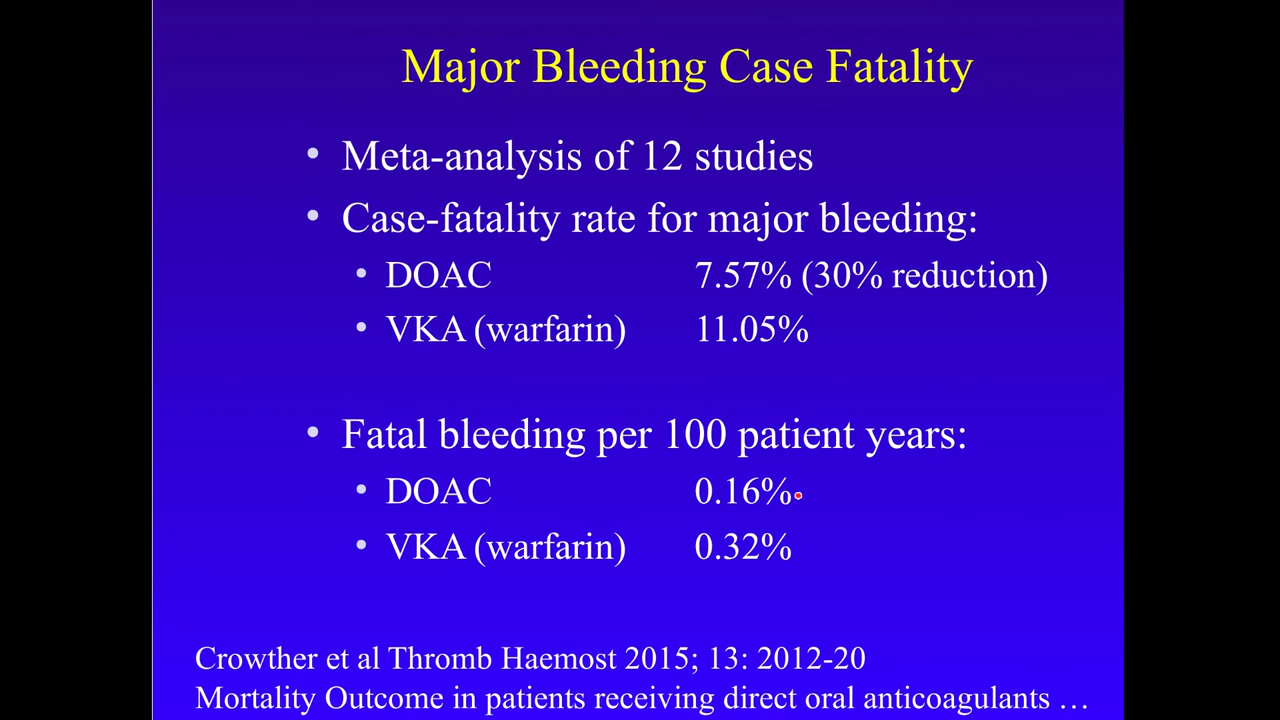 Major Bleeding Case Fatality
• Meta-analysis of 12 studies
• Case-fatality rate for major bleeding:
• DOAC 7.57% (30% reduction)
• VKA (warfarin) 11.05%
• Fatal bleeding per 100 patient years:
• DOAC 0.16%
• VKA (warfarin) 0.32%
Crowther et al Thromb Haemost 2015; 13: 2012-20
Mortality Outcome in patients receiving direct oral anticoagulants …